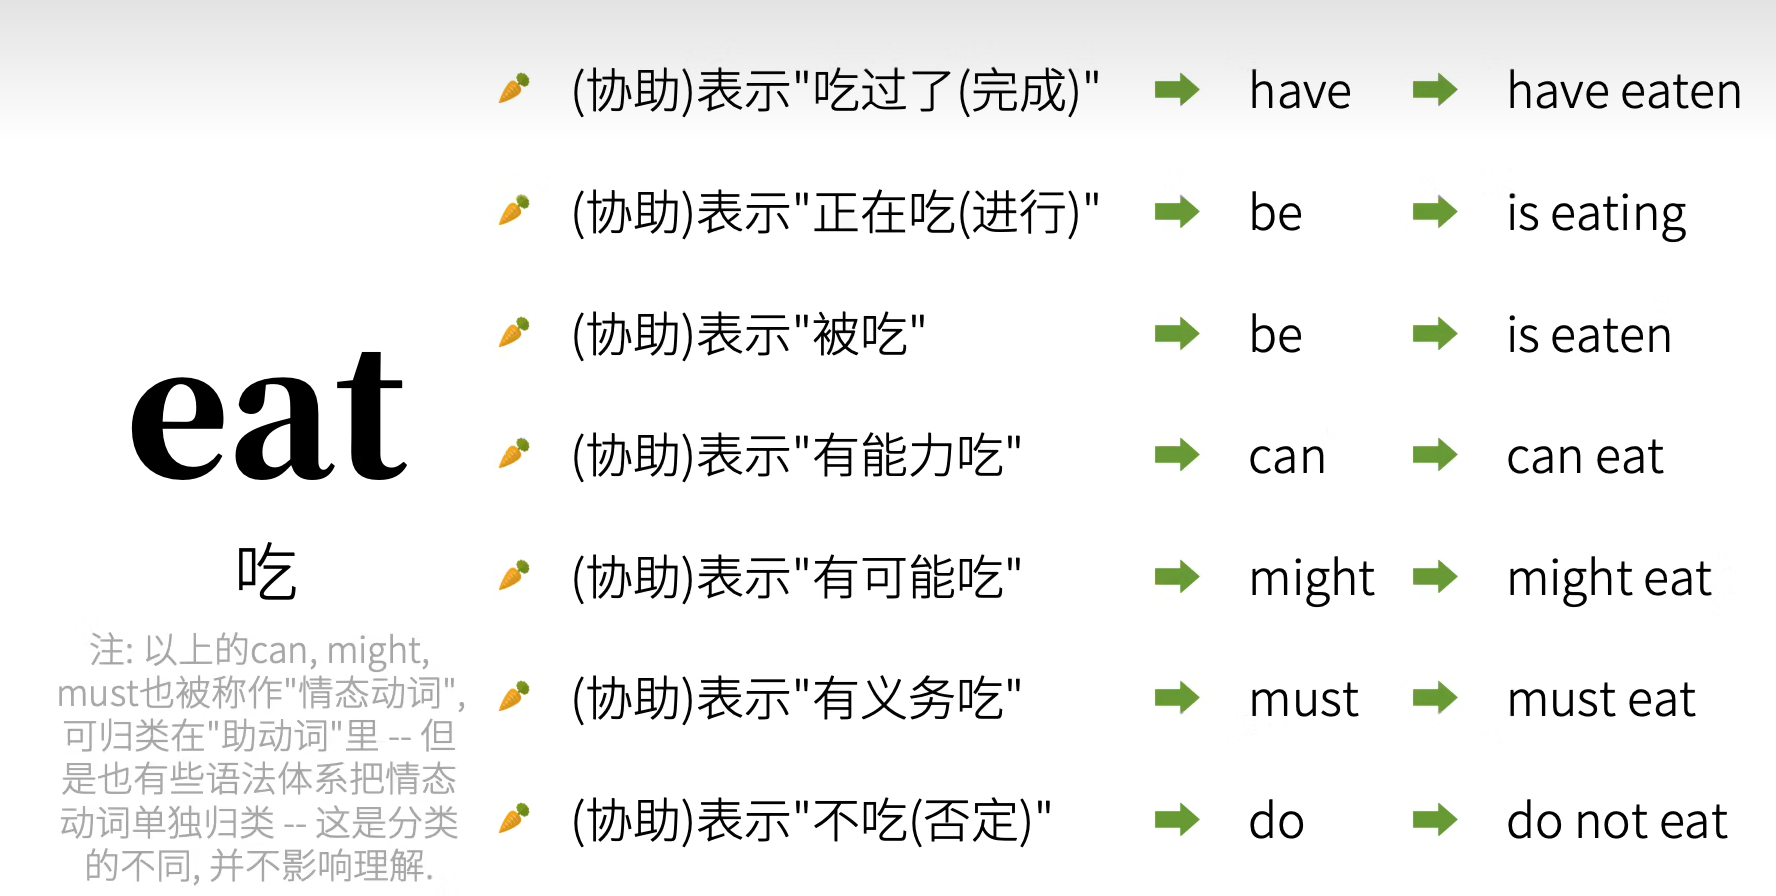 (协助)表示"吃过了(完成)" have have eaten
(协助)表示"正在吃(进行)" be is eating
(协助)表示"被吃" be is eaten
eat
(协助)表示"有能力吃" can can eat
吃
(协助)表示"有可能吃" might might eat
(协助)表示"有义务吃" must must eat
(协助)表示"不吃(否定)" do do not eat
注: 以上的can, might,
must也被称作"情态动词",
可归类在"助动词"里 -- 但
是也有些语法体系把情态
动词单独归类 -- 这是分类
的不同, 并不影响理解.